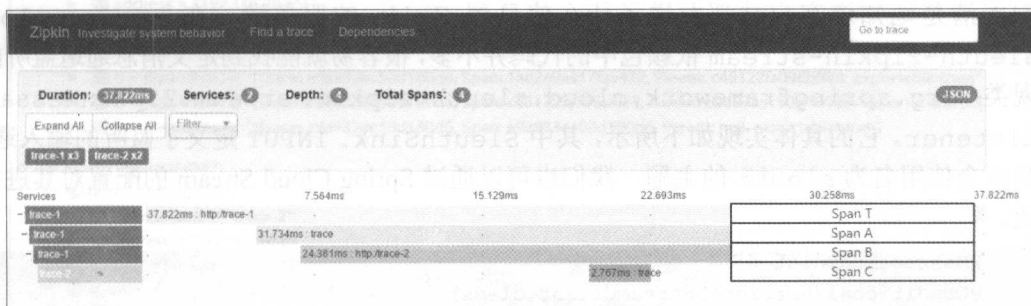 Zipkin Investigate system behavior Find a trace Dependencies Go to trace
Duration: 37.822ms Services: 2 Depth: 4 Total Spans: 4 JSON
Expand All Collapse All Filter...
trace-1 x3 trace-2 x2
Services 7.564ms 15.129ms 22.693ms 30.258ms 37.822ms
- trace-1 37.822ms : http:/trace-1 Span T
- trace-1 31.734ms : trace Span A
- trace-1 24.381ms : http:/trace-2 Span B
trace-2 2.767ms : trace Span C